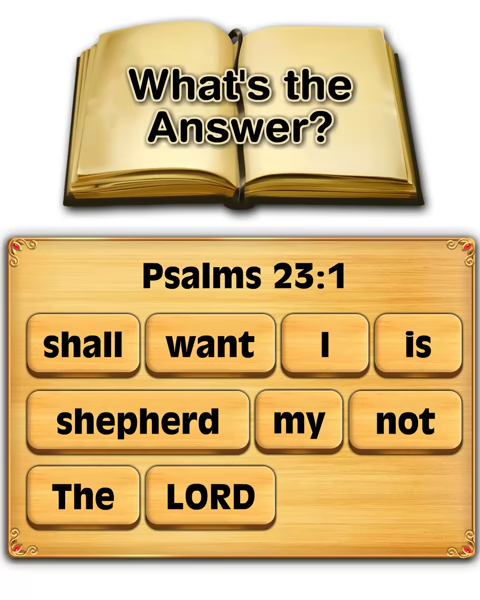 What's the
Answer?
Psalms 23:1
shall want I is
shepherd my not
The LORD